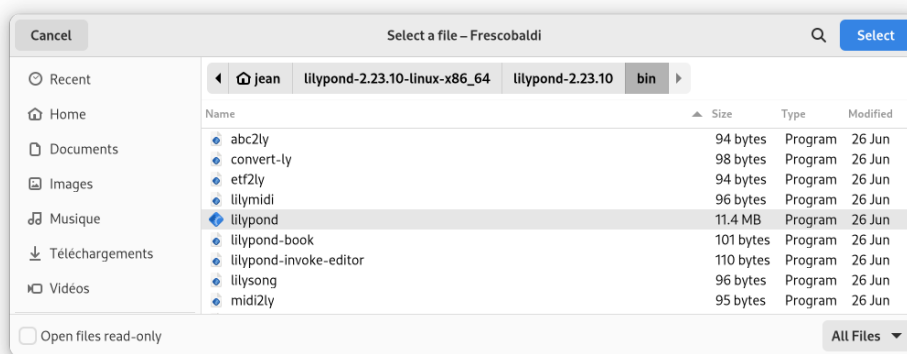 Cancel Select a file – Frescobaldi Select
Recent
Home
Documents
Images
Musique
Téléchargements
Vidéos
jean lilypond-2.23.10-linux-x86_64 lilypond-2.23.10 bin
Name Size Type Modified
abc2ly 94 bytes Program 26 Jun
convert-ly 98 bytes Program 26 Jun
etf2ly 94 bytes Program 26 Jun
lilymidi 96 bytes Program 26 Jun
lilypond 11.4 MB Program 26 Jun
lilypond-book 101 bytes Program 26 Jun
lilypond-invoke-editor 110 bytes Program 26 Jun
lilysong 96 bytes Program 26 Jun
midi2ly 95 bytes Program 26 Jun
Open files read-only All Files